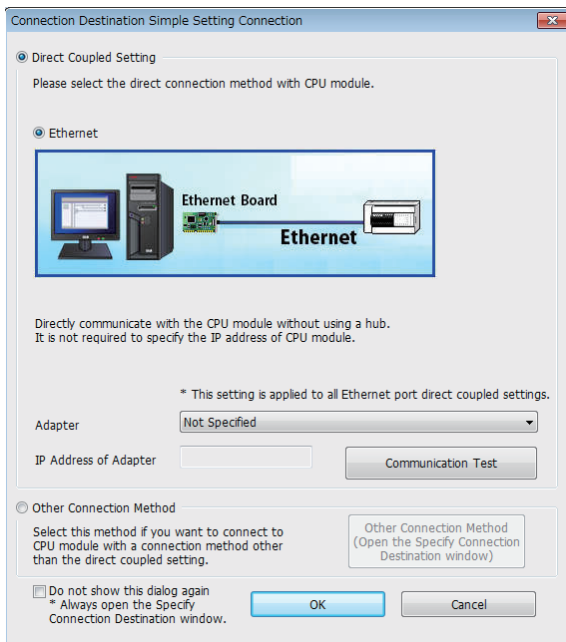 Connection Destination Simple Setting Connection
Direct Coupled Setting
Please select the direct connection method with CPU module.
Ethernet
Ethernet Board
Ethernet
Directly communicate with the CPU module without using a hub.
It is not required to specify the IP address of CPU module.
* This setting is applied to all Ethernet port direct coupled settings.
Adapter
Not Specified
IP Address of Adapter
Communication Test
Other Connection Method
Select this method if you want to connect to
CPU module with a connection method other
than the direct coupled setting.
Other Connection Method
(Open the Specify Connection
Destination window)
Do not show this dialog again
* Always open the Specify
Connection Destination window.
OK
Cancel